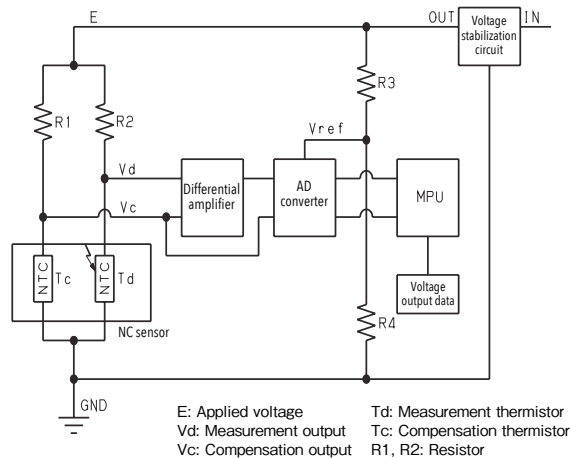 E
OUT
Voltage
stabilization
circuit
IN
R1
R2
R3
Vref
Vd
Vc
Differential
amplifier
AD
converter
MPU
NTC
Tc
NTC
Td
NC sensor
Voltage
output data
R4
GND
E: Applied voltage
Vd: Measurement output
Vc: Compensation output
Td: Measurement thermistor
Tc: Compensation thermistor
R1, R2: Resistor